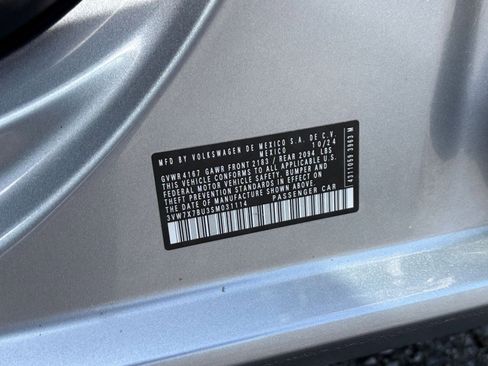 MFD BY VOLKSWAGEN DE MEXICO S.A. DE C.V.
MEXICO 10/24
GVWR 4167 GAWR FRONT 2183 / REAR 2094 LBS
THIS VEHICLE CONFORMS TO ALL APPLICABLE U.S.
FEDERAL MOTOR VEHICLE SAFETY, BUMPER AND
THEFT PREVENTION STANDARDS IN EFFECT ON THE
DATE OF MANUFACTURE SHOWN ABOVE.
3VW7X7BU3SM031114 PASSENGER CAR